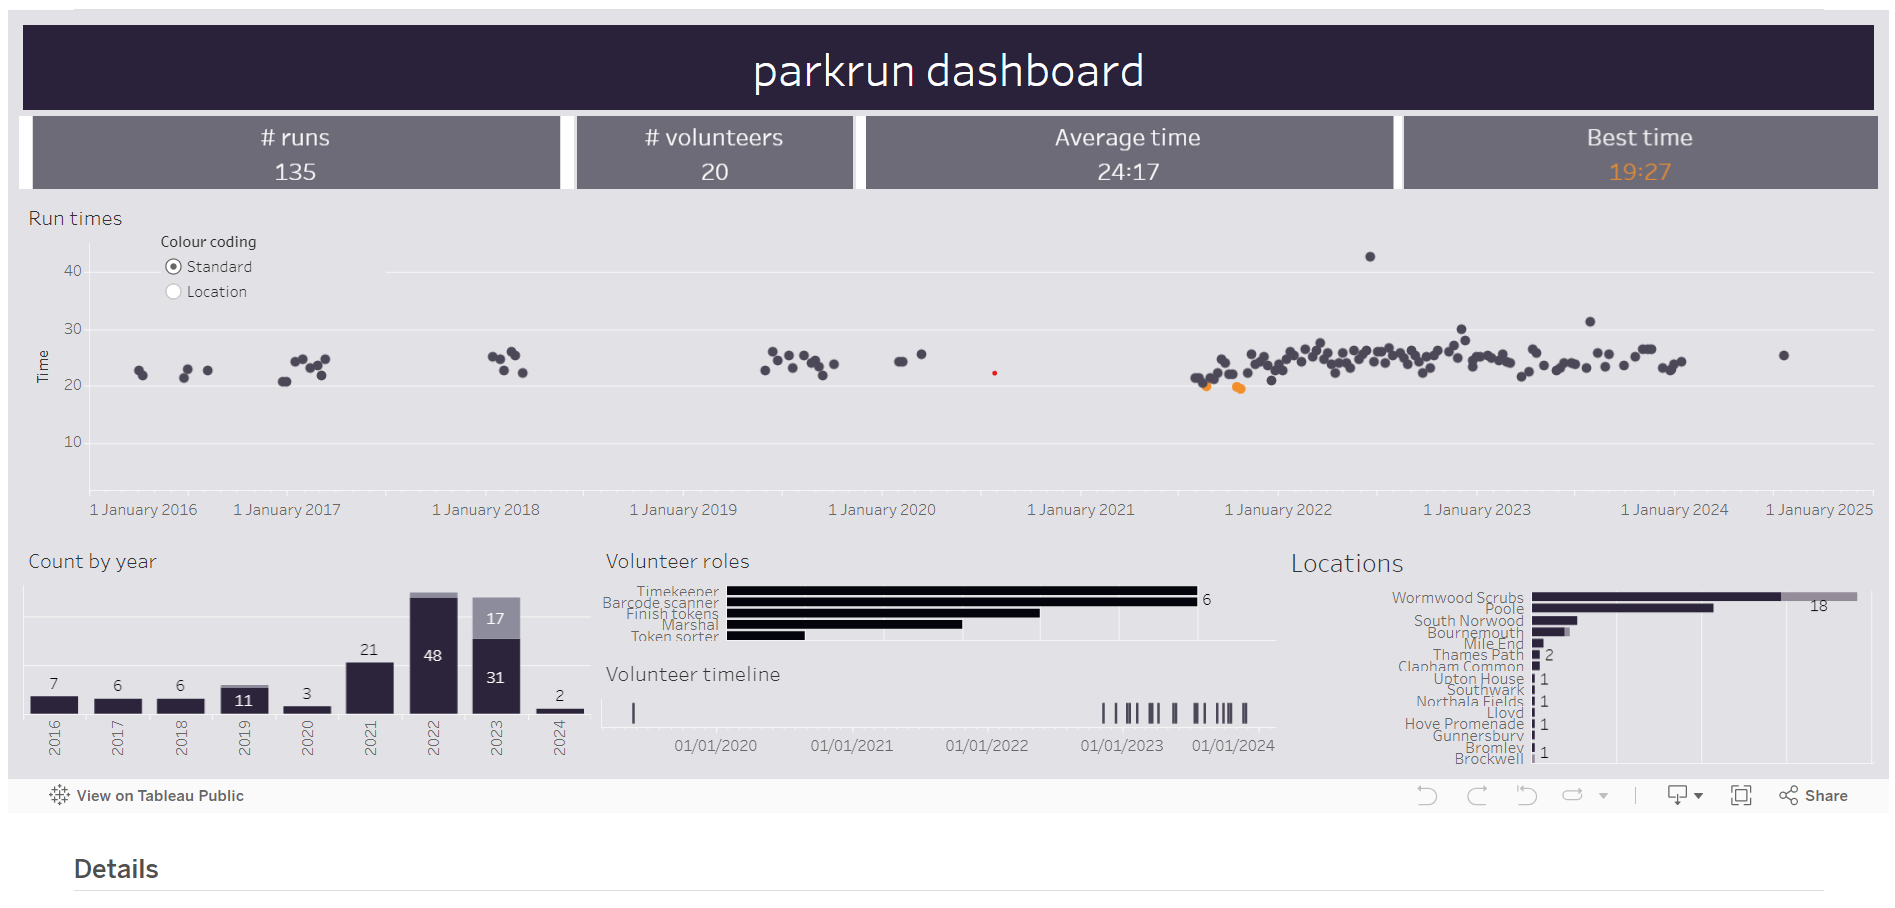 parkrun dashboard
# runs
135
# volunteers
20
Average time
24:17
Best time
19:27
Run times
Colour coding
Standard
Location
Time
40
30
20
10
1 January 2016
1 January 2017
1 January 2018
1 January 2019
1 January 2020
1 January 2021
1 January 2022
1 January 2023
1 January 2024
1 January 2025
Count by year
7
6
6
11
3
21
48
17
31
2
2016
2017
2018
2019
2020
2021
2022
2023
2024
Volunteer roles
Timekeeper
Barcode scanner
Finish tokens
Marshal
Token sorter
6
Volunteer timeline
01/01/2020
01/01/2021
01/01/2022
01/01/2023
01/01/2024
Locations
Wormwood Scrubs
Poole
18
South Norwood
Bournemouth
Mile End
Thames Path
2
Clapham Common
Upton House
1
Southwark
Northala Fields
1
Lloyd
Hove Promenade
1
Gunnersbury
Bromley
1
Brockwell
View on Tableau Public
Share
Details